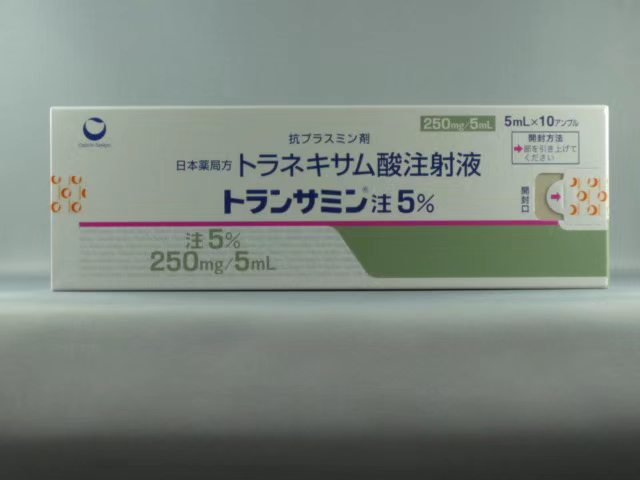 250mg/5mL 5mL×10アンプル
Daiichi-Sankyo
抗プラスミン剤
開封方法
➡部を引き上げて
ください
日本薬局方 トラネキサム酸注射液
トランサミン® 注5%
開封口
注5%
250mg/5mL